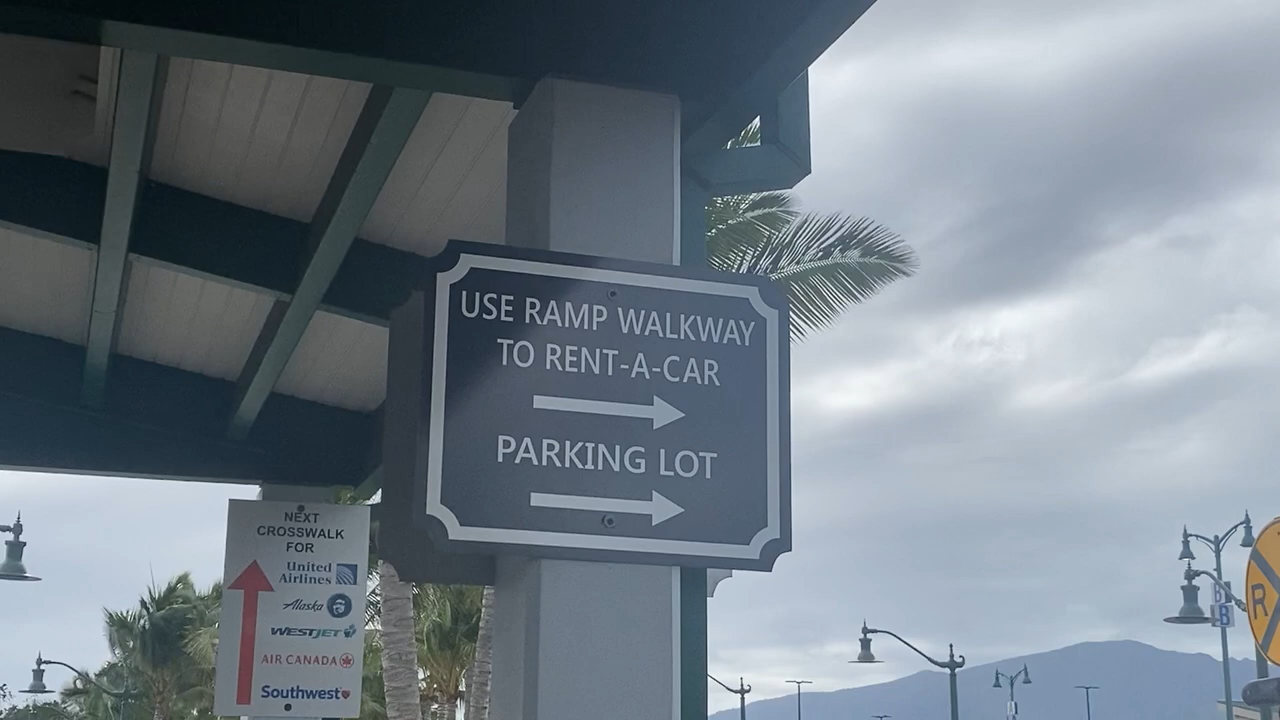 USE RAMP WALKWAY
TO RENT-A-CAR
PARKING LOT
NEXT
CROSSWALK
FOR
United
Airlines
Alaska
WESTJET
AIR CANADA
Southwest
B
R